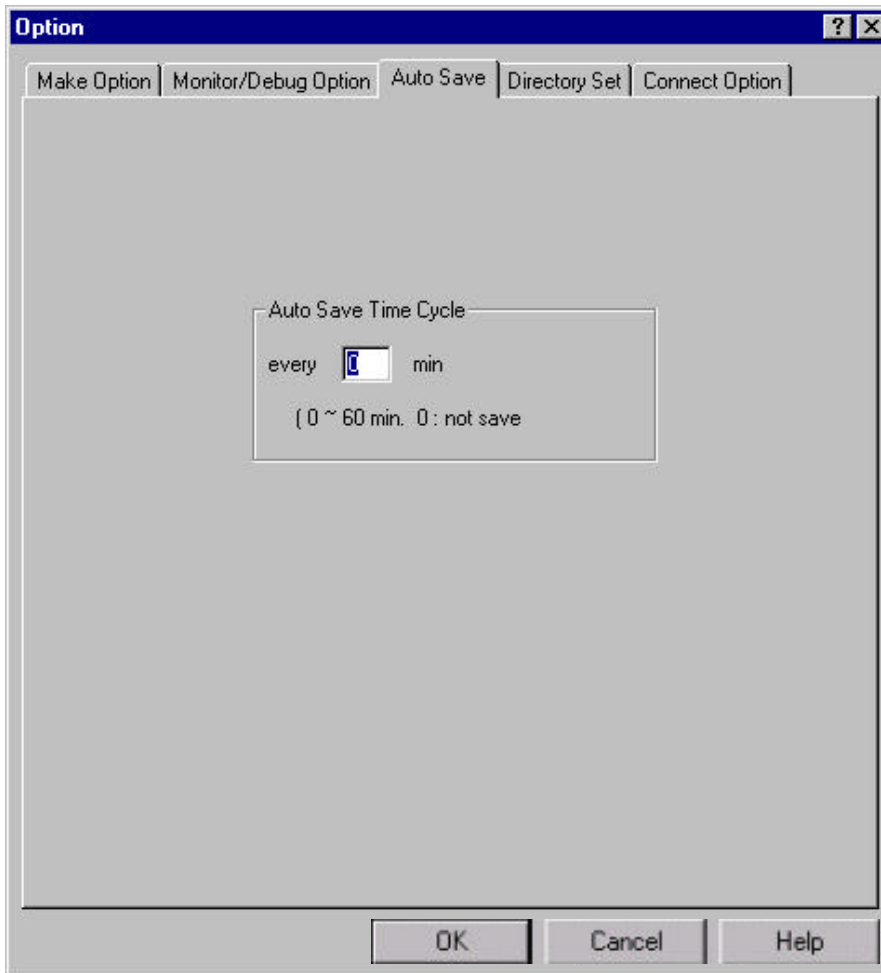 Option
Make Option Monitor/Debug Option Auto Save Directory Set Connect Option
Auto Save Time Cycle
every 0 min
( 0 ~ 60 min. 0 : not save
OK Cancel Help